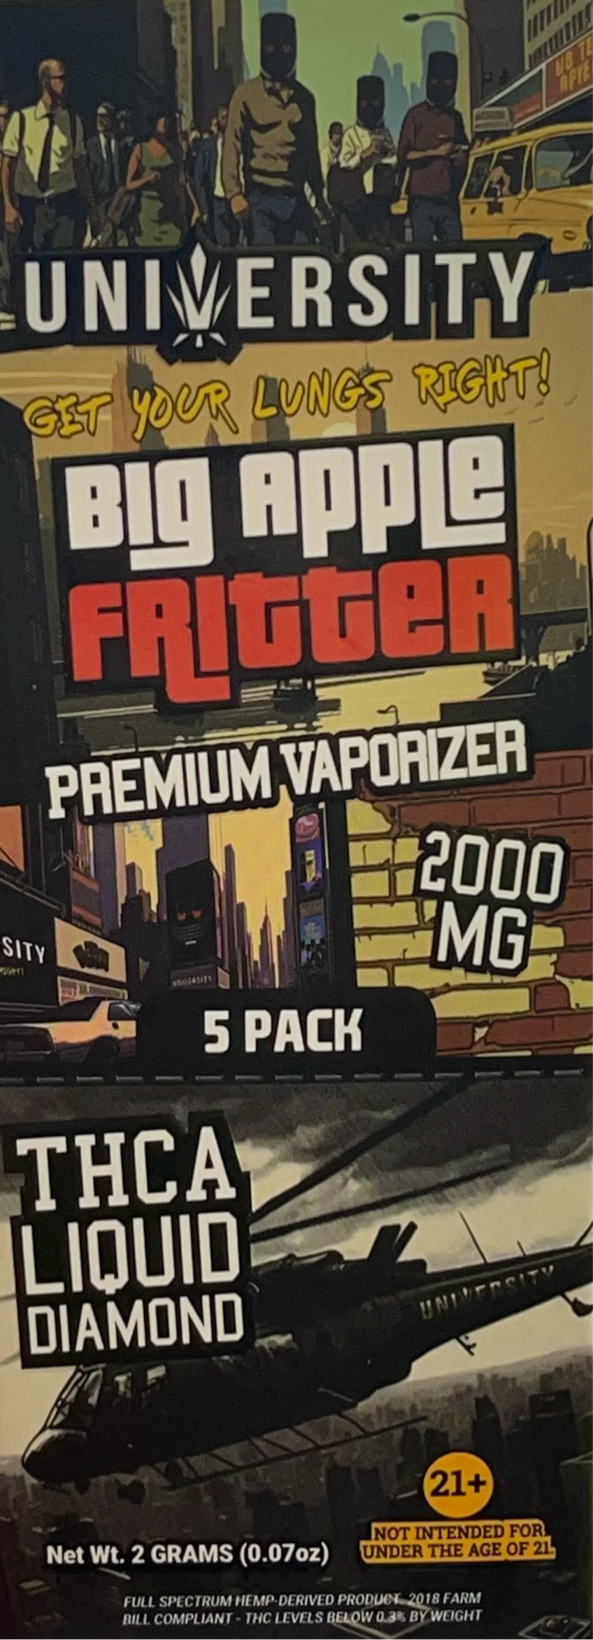 UNIVERSITY
GET YOUR LUNGS RIGHT!
BIG APPLE
FRITTER
PREMIUM VAPORIZER
2000
MG
SITY
UNIVERSITY
5 PACK
THCA
LIQUID
DIAMOND
UNIVERSITY
21+
NOT INTENDED FOR
UNDER THE AGE OF 21
Net Wt. 2 GRAMS (0.07oz)
FULL SPECTRUM HEMP-DERIVED PRODUCT. 2018 FARM
BILL COMPLIANT - THC LEVELS BELOW 0.3% BY WEIGHT